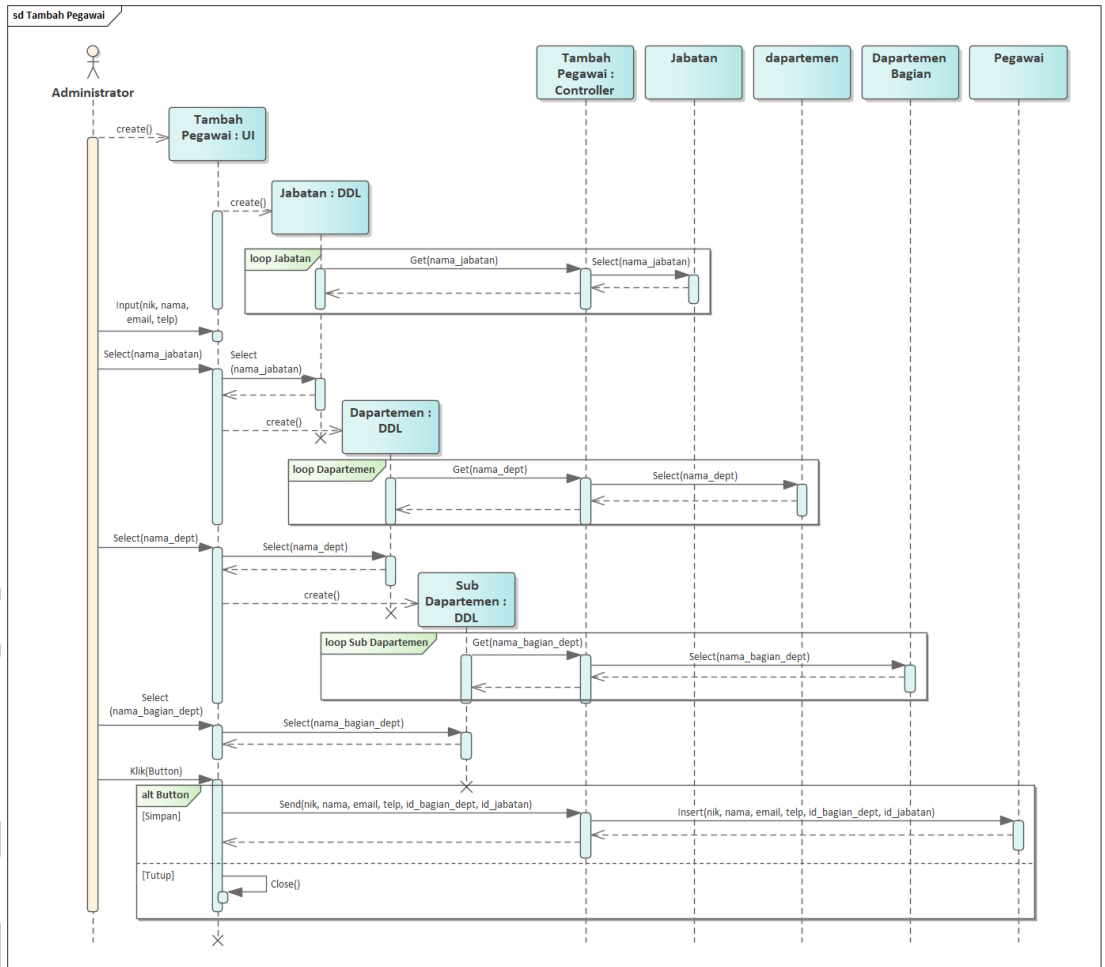 sd Tambah Pegawai
Administrator
Tambah
Pegawai :
Controller
Jabatan
dapartemen
Dapartemen
Bagian
Pegawai
create()
Tambah
Pegawai : UI
create()
Jabatan : DDL
loop Jabatan
Get(nama_jabatan)
Select(nama_jabatan)
Input(nik, nama,
email, telp)
Select(nama_jabatan)
Select
(nama_jabatan)
create()
Dapartemen :
DDL
loop Dapartemen
Get(nama_dept)
Select(nama_dept)
Select(nama_dept)
Select(nama_dept)
create()
Sub
Dapartemen :
DDL
loop Sub Dapartemen
Get(nama_bagian_dept)
Select(nama_bagian_dept)
Select
(nama_bagian_dept)
Select(nama_bagian_dept)
Klik(Button)
alt Button
[Simpan]
Send(nik, nama, email, telp, id_bagian_dept, id_jabatan)
Insert(nik, nama, email, telp, id_bagian_dept, id_jabatan)
[Tutup]
Close()